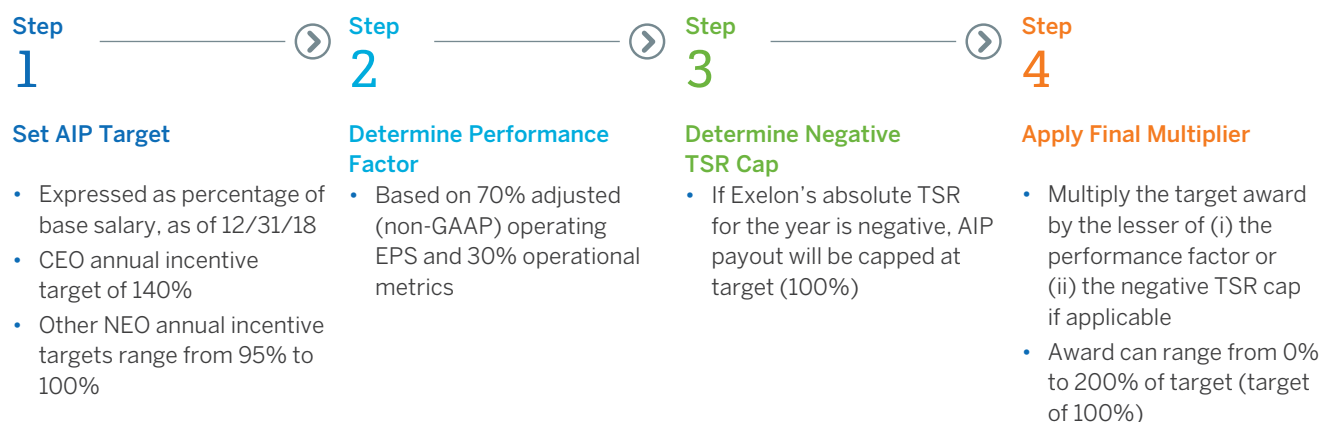 Step
1
Set AIP Target
• Expressed as percentage of
base salary, as of 12/31/18
• CEO annual incentive
target of 140%
• Other NEO annual incentive
targets range from 95% to
100%
Step
2
Determine Performance
Factor
• Based on 70% adjusted
(non-GAAP) operating
EPS and 30% operational
metrics
Step
3
Determine Negative
TSR Cap
• If Exelon’s absolute TSR
for the year is negative, AIP
payout will be capped at
target (100%)
Step
4
Apply Final Multiplier
• Multiply the target award
by the lesser of (i) the
performance factor or
(ii) the negative TSR cap
if applicable
• Award can range from 0%
to 200% of target (target
of 100%)